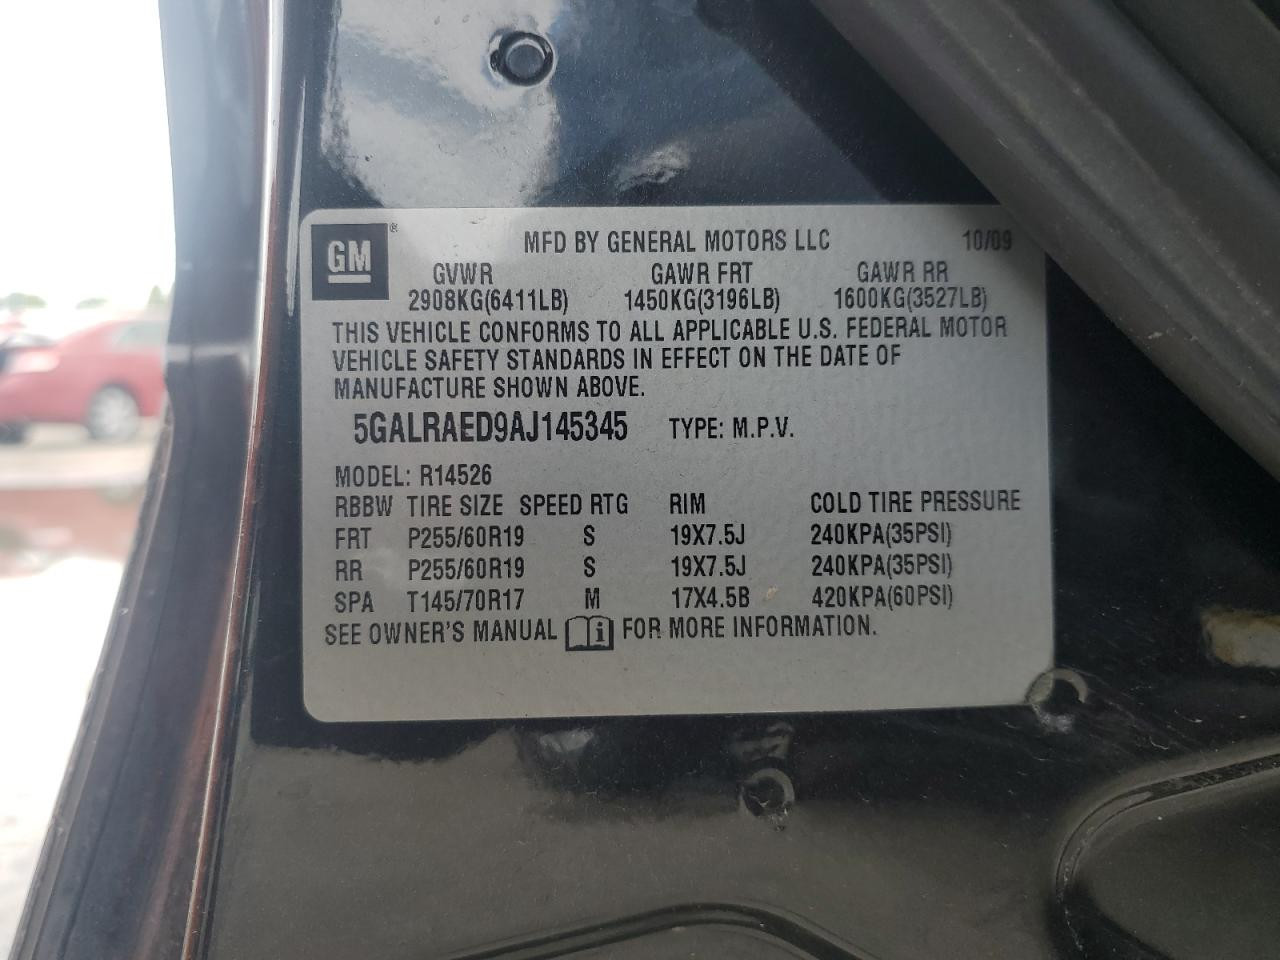 GM® MFD BY GENERAL MOTORS LLC 10/09
GVWR GAWR FRT GAWR RR
2908KG(6411LB) 1450KG(3196LB) 1600KG(3527LB)
THIS VEHICLE CONFORMS TO ALL APPLICABLE U.S. FEDERAL MOTOR
VEHICLE SAFETY STANDARDS IN EFFECT ON THE DATE OF
MANUFACTURE SHOWN ABOVE.
5GALRAED9AJ145345 TYPE: M.P.V.
MODEL: R14526
RBBW TIRE SIZE SPEED RTG RIM COLD TIRE PRESSURE
FRT P255/60R19 S 19X7.5J 240KPA(35PSI)
RR P255/60R19 S 19X7.5J 240KPA(35PSI)
SPA T145/70R17 M 17X4.5B 420KPA(60PSI)
SEE OWNER'S MANUAL i FOR MORE INFORMATION.